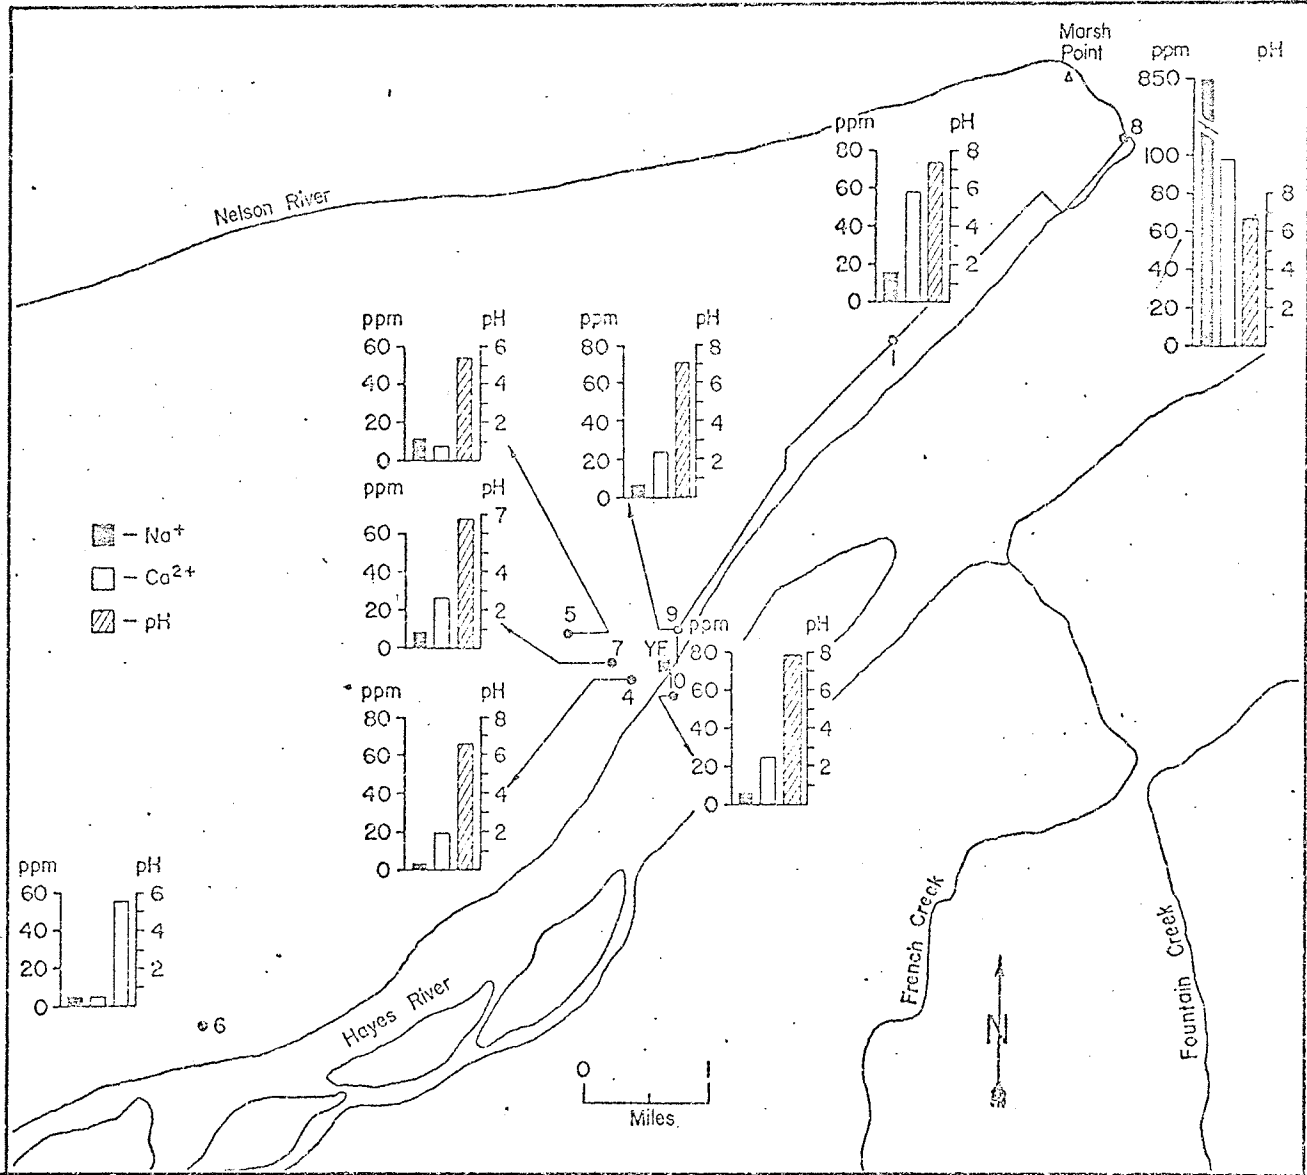 Marsh
Point
ppm pH
850
100
80 8
60 6
40 4
20 2
0
8
ppm pH
80 8
60 6
40 4
20 2
0
1
Nelson River
ppm pH
60 6
40 4
20 2
0
ppm pH
80 8
60 6
40 4
20 2
0
ppm pH
7
60
40 4
20 2
0
– Na+
– Ca2+
– pH
5
7
4
9
YF
10
ppm pH
80 8
60 6
40 4
20 2
0
ppm pH
80 8
60 6
40 4
20 2
0
ppm pH
60 6
40 4
20 2
0
6
Hayes River
French Creek
Fountain Creek
N
0 1
Miles